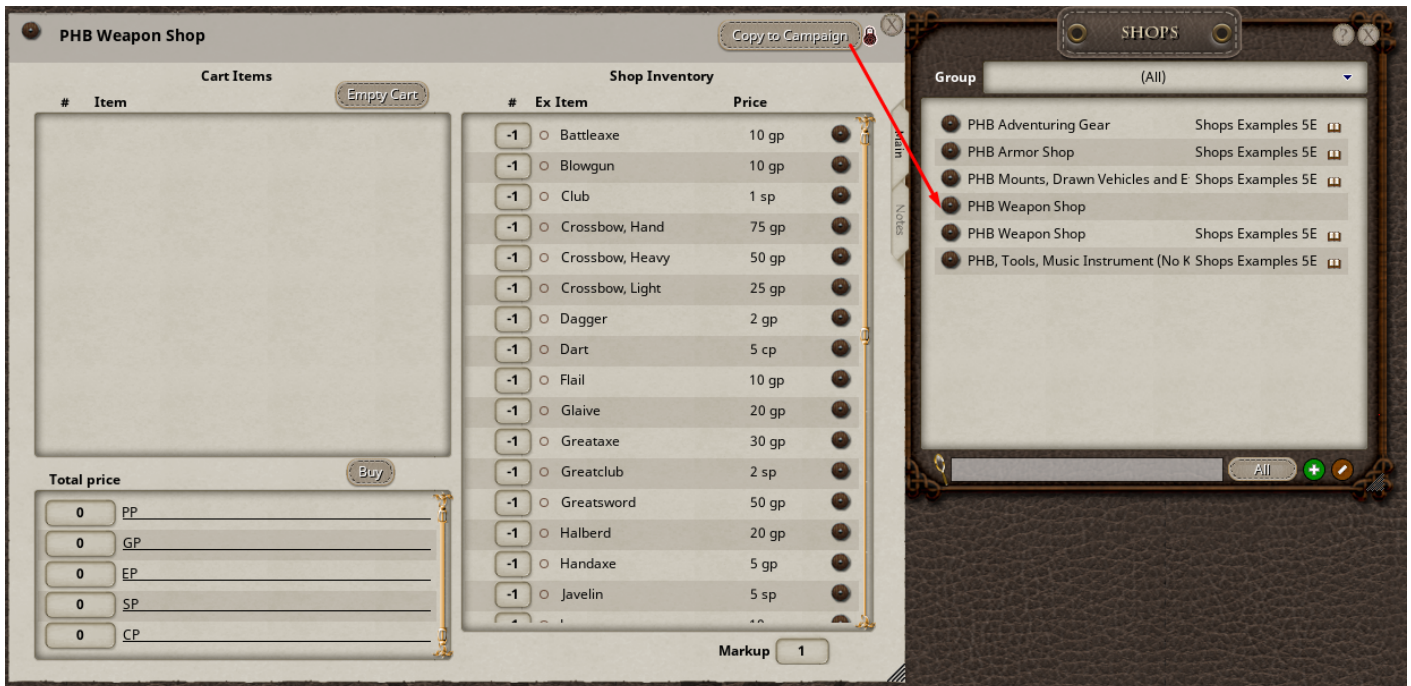 PHB Weapon Shop
Copy to Campaign
X
Cart Items
Empty Cart
# Item
Shop Inventory
# Ex Item Price
-1 Battleaxe 10 gp
-1 Blowgun 10 gp
-1 Club 1 sp
-1 Crossbow, Hand 75 gp
-1 Crossbow, Heavy 50 gp
-1 Crossbow, Light 25 gp
-1 Dagger 2 gp
-1 Dart 5 cp
-1 Flail 10 gp
-1 Glaive 20 gp
-1 Greataxe 30 gp
-1 Greatclub 2 sp
-1 Greatsword 50 gp
-1 Halberd 20 gp
-1 Handaxe 5 gp
-1 Javelin 5 sp
Markup 1
Main
Notes
Total price
Buy
0 PP
0 GP
0 EP
0 SP
0 CP
SHOPS
? X
Group (All)
PHB Adventuring Gear Shops Examples 5E
PHB Armor Shop Shops Examples 5E
PHB Mounts, Drawn Vehicles and E Shops Examples 5E
PHB Weapon Shop
PHB Weapon Shop Shops Examples 5E
PHB, Tools, Music Instrument (No K Shops Examples 5E
All